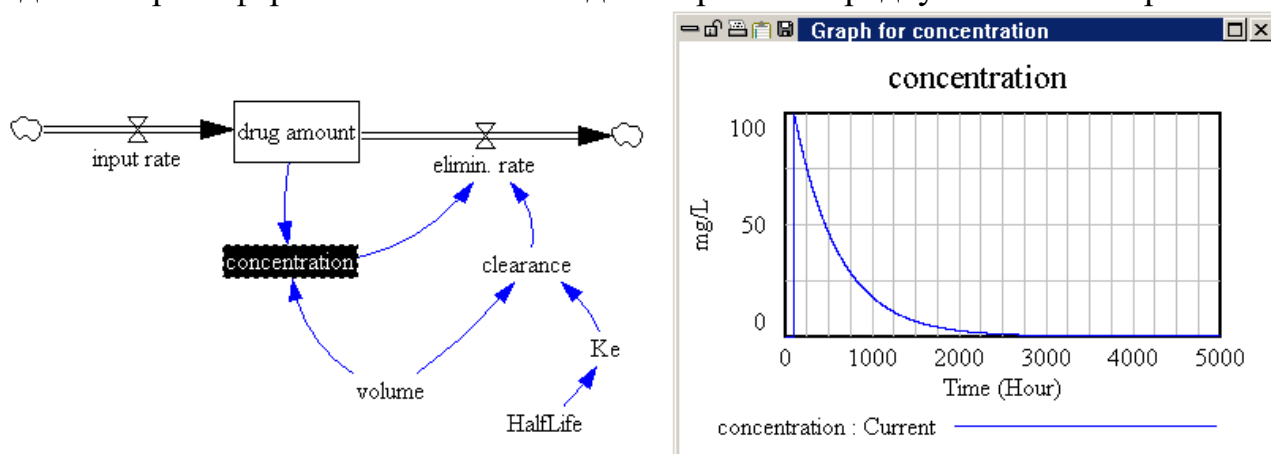 Graph for concentration
drug amount
input rate
elimin. rate
concentration
clearance
Ke
volume
HalfLife
concentration
100
50
0
mg/L
0 1000 2000 3000 4000 5000
Time (Hour)
concentration : Current